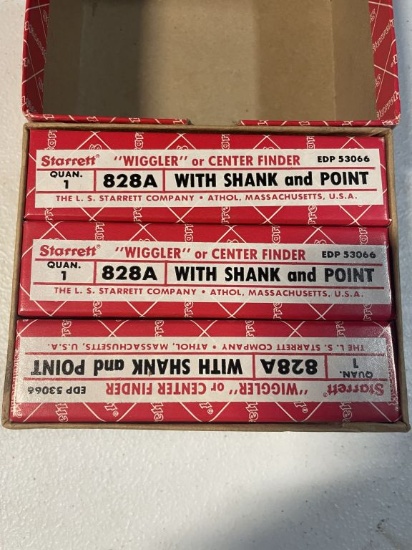 Starrett "WIGGLER" or CENTER FINDER EDP 53066
QUAN. 1 828A WITH SHANK and POINT
THE L. S. STARRETT COMPANY • ATHOL, MASSACHUSETTS, U.S.A.
Starrett "WIGGLER" or CENTER FINDER EDP 53066
QUAN. 1 828A WITH SHANK and POINT
THE L. S. STARRETT COMPANY • ATHOL, MASSACHUSETTS, U.S.A.
Starrett "WIGGLER" or CENTER FINDER EDP 53066
QUAN. 1 828A WITH SHANK and POINT
THE L. S. STARRETT COMPANY • ATHOL, MASSACHUSETTS, U.S.A.